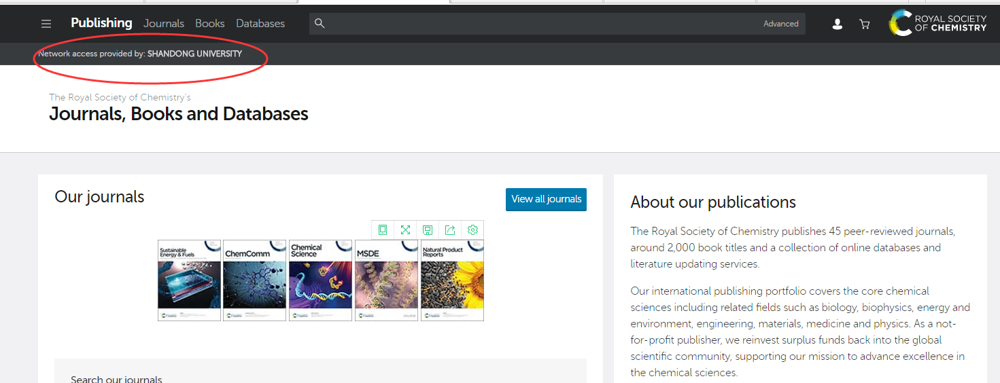 Publishing Journals Books Databases Advanced
ROYAL SOCIETY
OF CHEMISTRY
Network access provided by: SHANDONG UNIVERSITY
The Royal Society of Chemistry's
Journals, Books and Databases
Our journals
View all journals
Sustainable
Energy & Fuels
ChemComm
Chemical
Science
MSDE
Natural Product
Reports
Search our journals
About our publications
The Royal Society of Chemistry publishes 45 peer-reviewed journals,
around 2,000 book titles and a collection of online databases and
literature updating services.
Our international publishing portfolio covers the core chemical
sciences including related fields such as biology, biophysics, energy and
environment, engineering, materials, medicine and physics. As a not-
for-profit publisher, we reinvest surplus funds back into the global
scientific community, supporting our mission to advance excellence in
the chemical sciences.